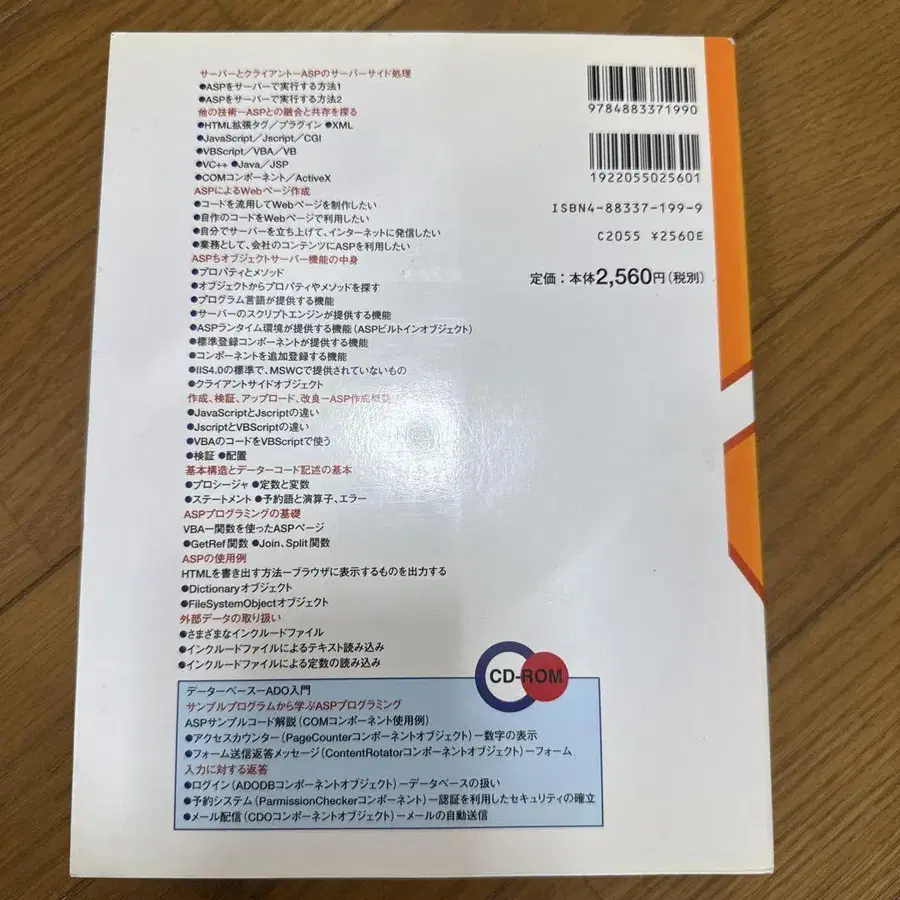 サーバーとクライアントーASPのサーバーサイド処理
●ASPをサーバーで実行する方法1
●ASPをサーバーで実行する方法2
他の技術ーASPとの融合と共存を探る
●HTML拡張タグ／プラグイン ●XML
●JavaScript／Jscript／CGI
●VBScript／VBA／VB
●VC++ ●Java／JSP
●COMコンポーネント／ActiveX
ASPによるWebページ作成
●コードを流用してWebページを制作したい
●自作のコードをWebページで利用したい
●自分でサーバーを立ち上げて、インターネットに発信したい
●業務として、会社のコンテンツにASPを利用したい
ASPちオブジェクトサーバー機能の中身
●プロパティとメソッド
●オブジェクトからプロパティやメソッドを探す
●プログラム言語が提供する機能
●サーバーのスクリプトエンジンが提供する機能
●ASPランタイム環境が提供する機能（ASPビルトインオブジェクト）
●標準登録コンポーネントが提供する機能
●コンポーネントを追加登録する機能
●IIS4.0の標準で、MSWCで提供されていないもの
●クライアントサイドオブジェクト
作成、検証、アップロード、改良ーASP作成概要
●JavaScriptとJscriptの違い
●JscriptとVBScriptの違い
●VBAのコードをVBScriptで使う
●検証 ●配置
基本構造とデーターコード記述の基本
●プロシージャ ●定数と変数
●ステートメント ●予約語と演算子、エラー
ASPプログラミングの基礎
VBAー関数を使ったASPページ
●GetRef関数 ●Join、Split関数
ASPの使用例
HTMLを書き出す方法ーブラウザに表示するものを出力する
●Dictionaryオブジェクト
●FileSystemObjectオブジェクト
外部データの取り扱い
●さまざまなインクルードファイル
●インクルードファイルによるテキスト読み込み
●インクルードファイルによる定数の読み込み
CD-ROM
データーベースーADO入門
サンプルプログラムから学ぶASPプログラミング
ASPサンプルコード解説（COMコンポーネント使用例）
●アクセスカウンター（PageCounterコンポーネントオブジェクト）ー数字の表示
●フォーム送信返答メッセージ（ContentRotatorコンポーネントオブジェクト）ーフォーム
入力に対する返答
●ログイン（ADODBコンポーネントオブジェクト）ーデータベースの扱い
●予約システム（ParmissionCheckerコンポーネント）ー認証を利用したセキュリティの確立
●メール配信（CDOコンポーネントオブジェクト）ーメールの自動送信
9784883371990
1922055025601
ISBN4-88337-199-9
C2055 ¥2560E
定価：本体2,560円（税別）